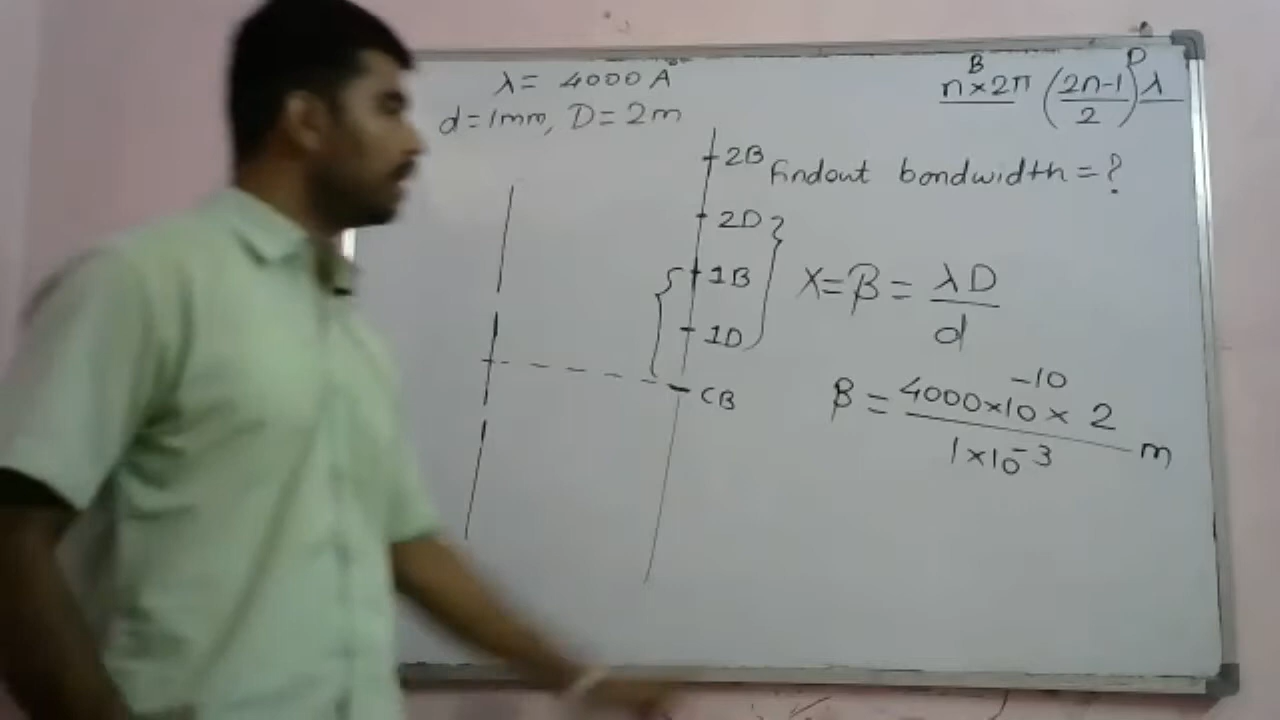 λ = 4000 A°
d = 1mm, D = 2m
B D
n×2π (2n-1/2) λ
2B
Findout bondwidth = ?
2D
1B
X = β = λD/d
1D
CB
β = 4000×10⁻¹⁰ × 2 / 1×10⁻³ m